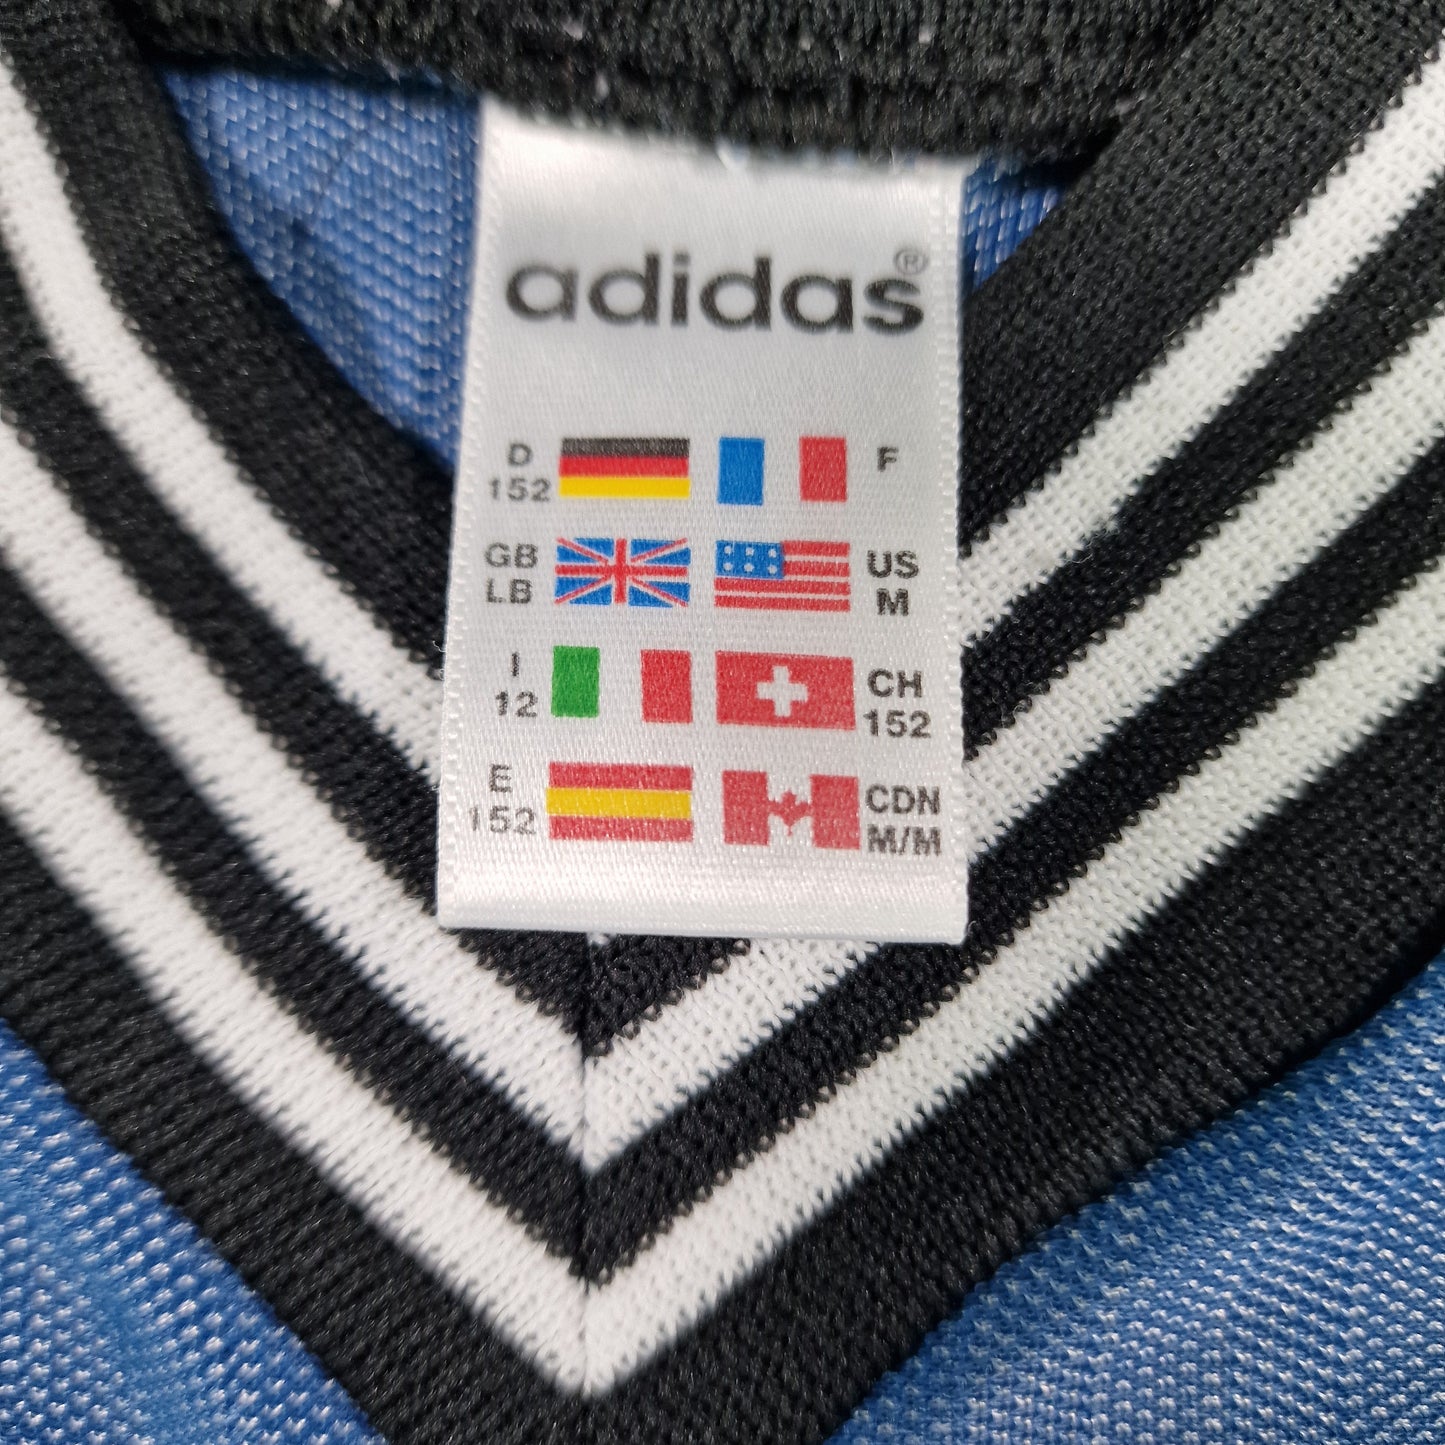 adidas®
D F
152
GB US
LB M
I CH
12 152
E CDN
152 M/M